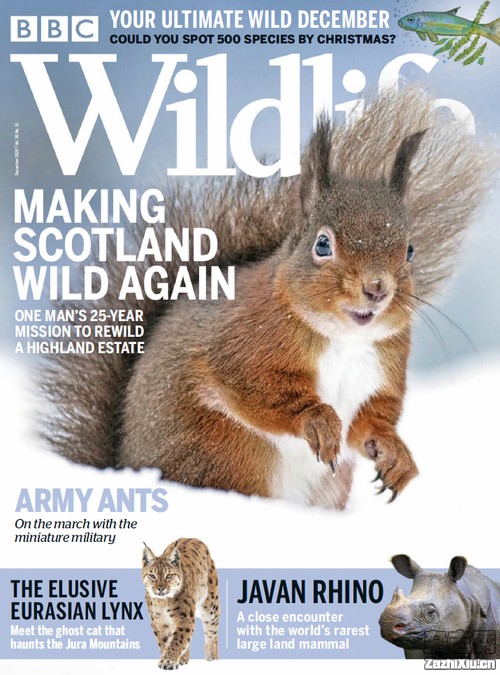 BBC
YOUR ULTIMATE WILD DECEMBER
COULD YOU SPOT 500 SPECIES BY CHRISTMAS?
Wildlife
MAKING
SCOTLAND
WILD AGAIN
ONE MAN'S 25-YEAR
MISSION TO REWILD
A HIGHLAND ESTATE
ARMY ANTS
On the march with the
miniature military
THE ELUSIVE
EURASIAN LYNX
Meet the ghost cat that
haunts the Jura Mountains
JAVAN RHINO
A close encounter
with the world's rarest
large land mammal
ZazhiXiu.cn